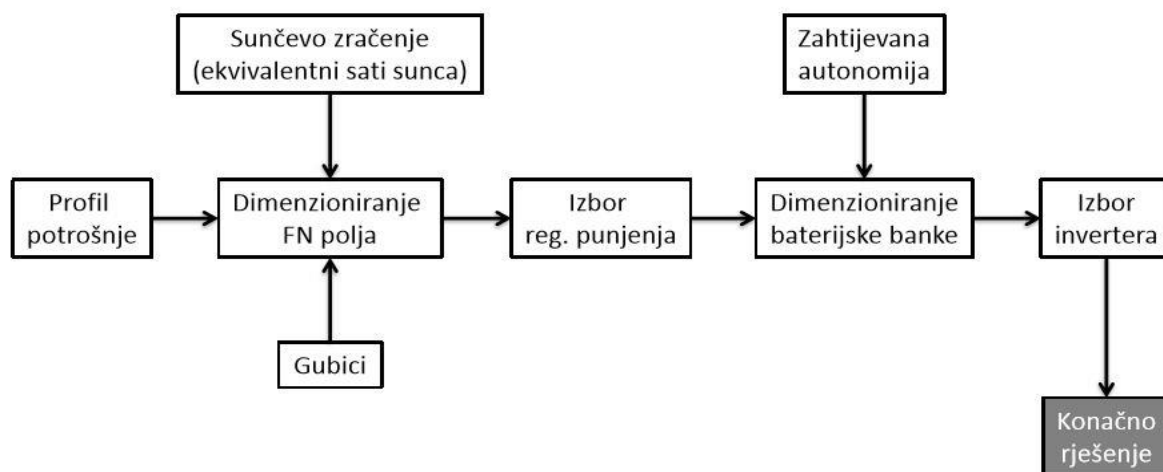 Sunčevo zračenje
(ekvivalentni sati sunca)
Zahtijevana
autonomija
Profil
potrošnje
Dimenzioniranje
FN polja
Izbor
reg. punjenja
Dimenzioniranje
baterijske banke
Izbor
invertera
Gubici
Konačno
rješenje